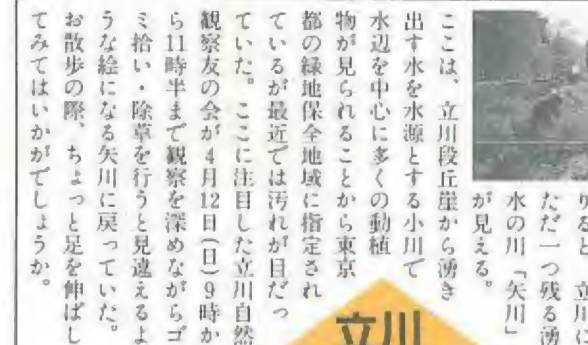 りると、立川に
ただ一つ残る湧
水の川「矢川」
が見える。
ここは、立川段丘崖から湧き
出す水を水源とする小川で
水辺を中心に多くの動植
物が見られることから東京
都の緑地保全地域に指定され
ているが最近では汚れが目だっ
ていた。ここに注目した立川自然
観察友の会が4月12日(日)9時か
ら11時半まで観察を深めながらゴ
ミ拾い・除草を行うと見違えるよ
うな絵になる矢川に戻っていた。
お散歩の際、ちょっと足を伸ばし
てみてはいかがでしょうか。
立川